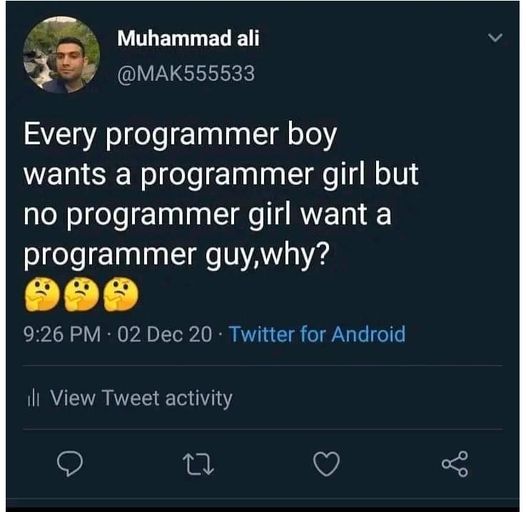 Muhammad ali
@MAK555533
Every programmer boy
wants a programmer girl but
no programmer girl want a
programmer guy,why?
🤔🤔🤔
9:26 PM · 02 Dec 20 · Twitter for Android
View Tweet activity